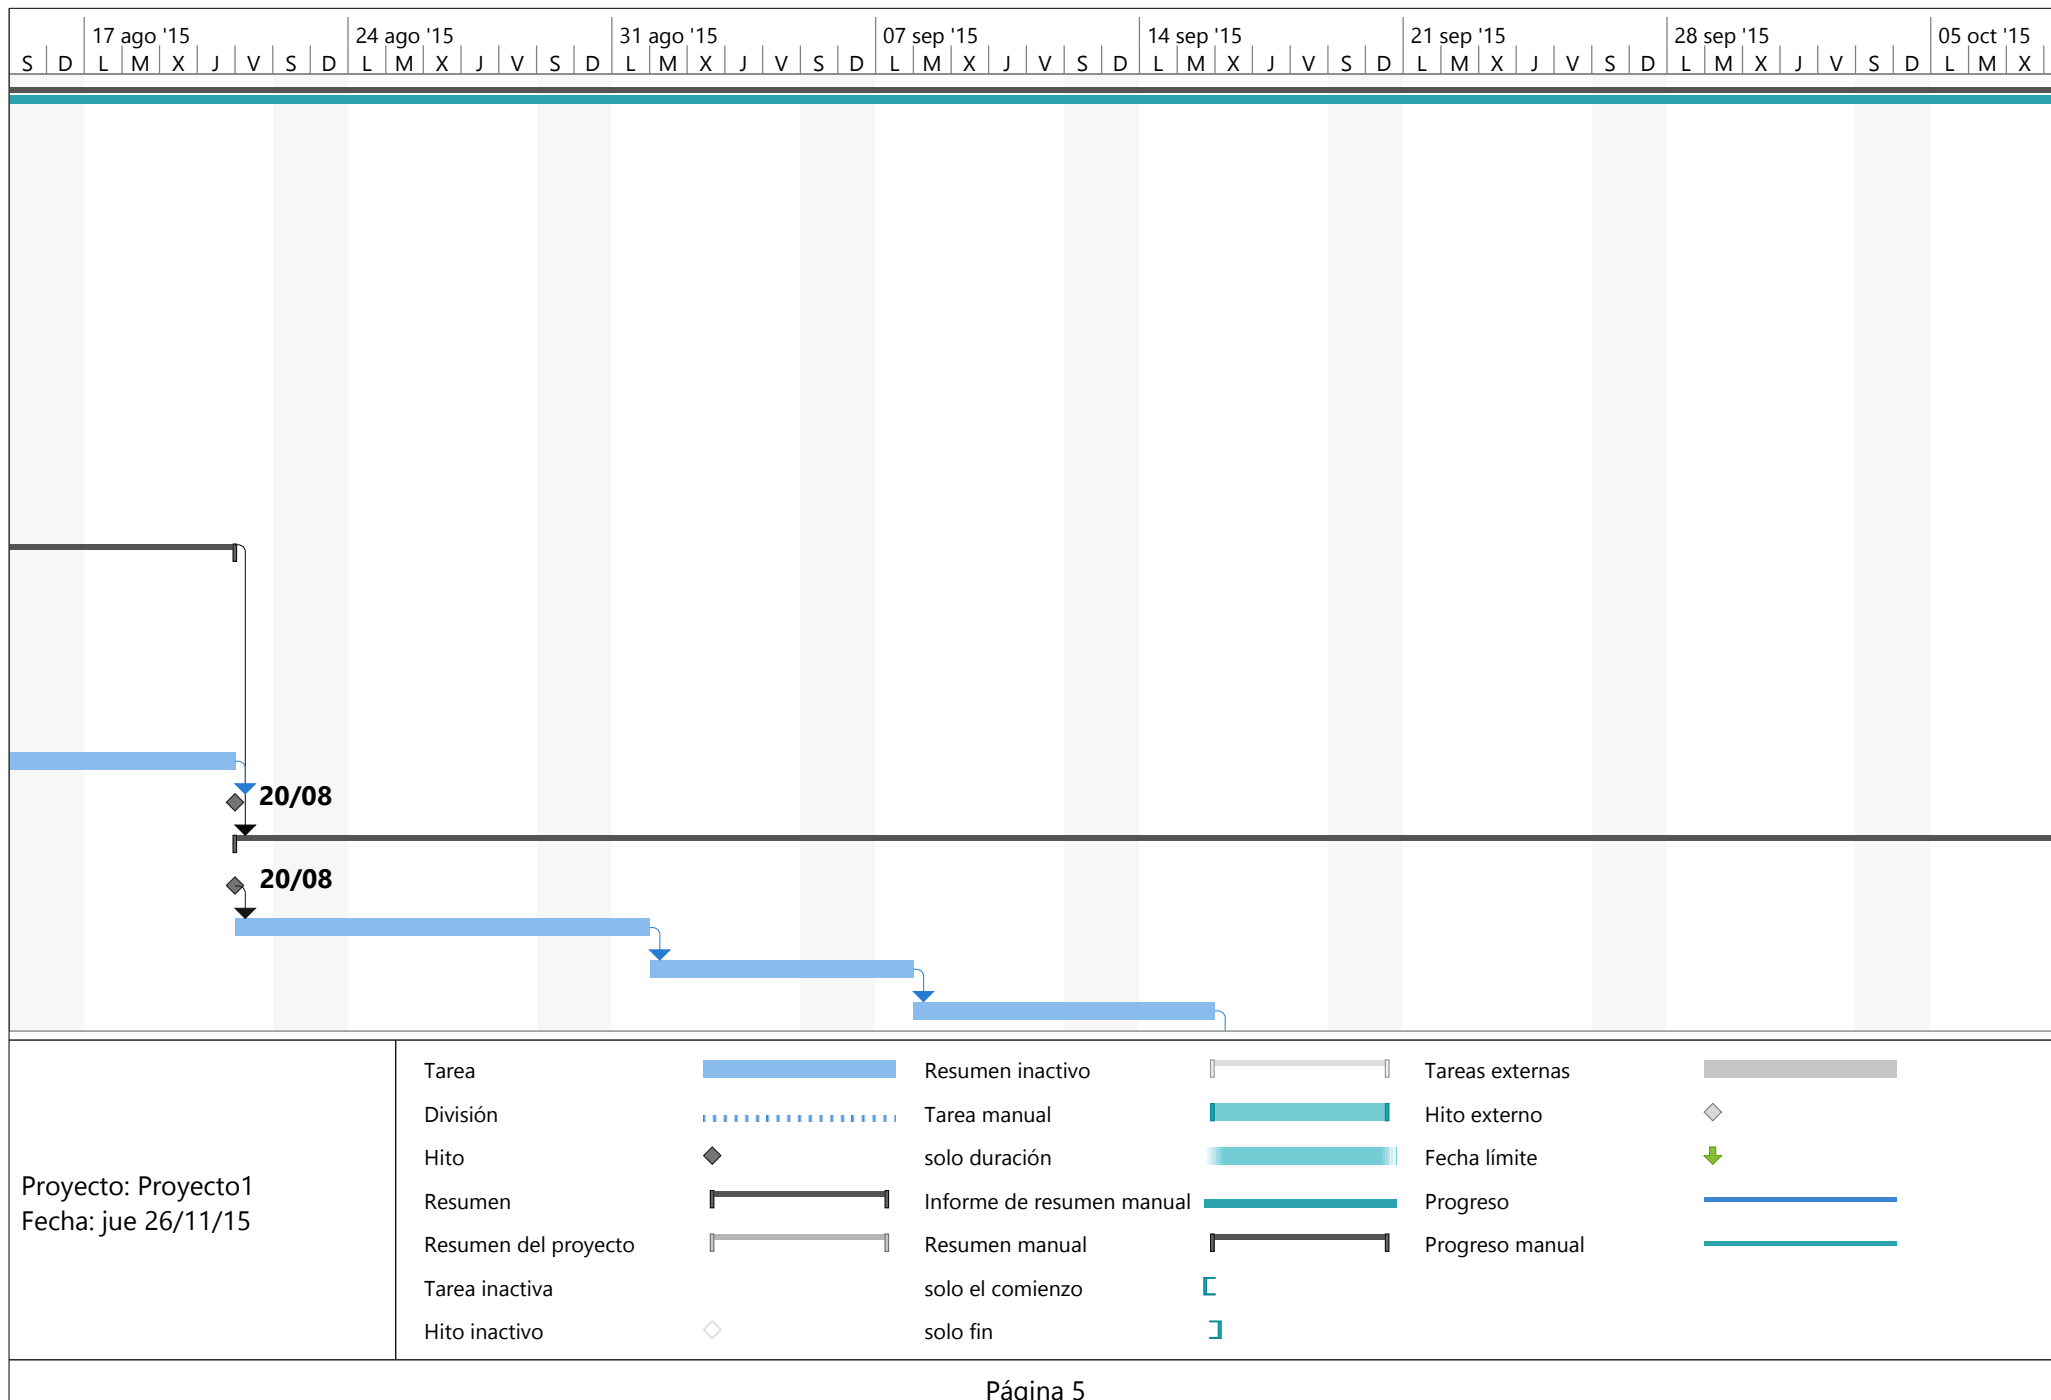 17 ago '15 24 ago '15 31 ago '15 07 sep '15 14 sep '15 21 sep '15 28 sep '15 05 oct '15
S D L M X J V S D L M X J V S D L M X J V S D L M X J V S D L M X J V S D L M X J V S D L M X J V S D L M X
20/08
20/08
Proyecto: Proyecto1
Fecha: jue 26/11/15
Tarea
División
Hito
Resumen
Resumen del proyecto
Tarea inactiva
Hito inactivo
Resumen inactivo
Tarea manual
solo duración
Informe de resumen manual
Resumen manual
solo el comienzo
solo fin
Tareas externas
Hito externo
Fecha límite
Progreso
Progreso manual
Página 5